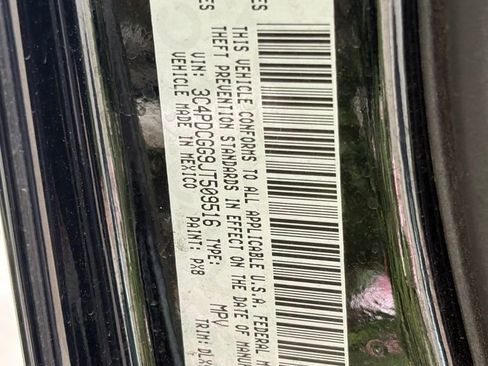 THIS VEHICLE CONFORMS TO ALL APPLICABLE U.S.A. FEDERAL
THEFT PREVENTION STANDARDS IN EFFECT ON THE DATE OF
VIN: 3C4PDCGG9JT509516 TYPE: MPV
VEHICLE MADE IN MEXICO PAINT: PX8 TRIM: